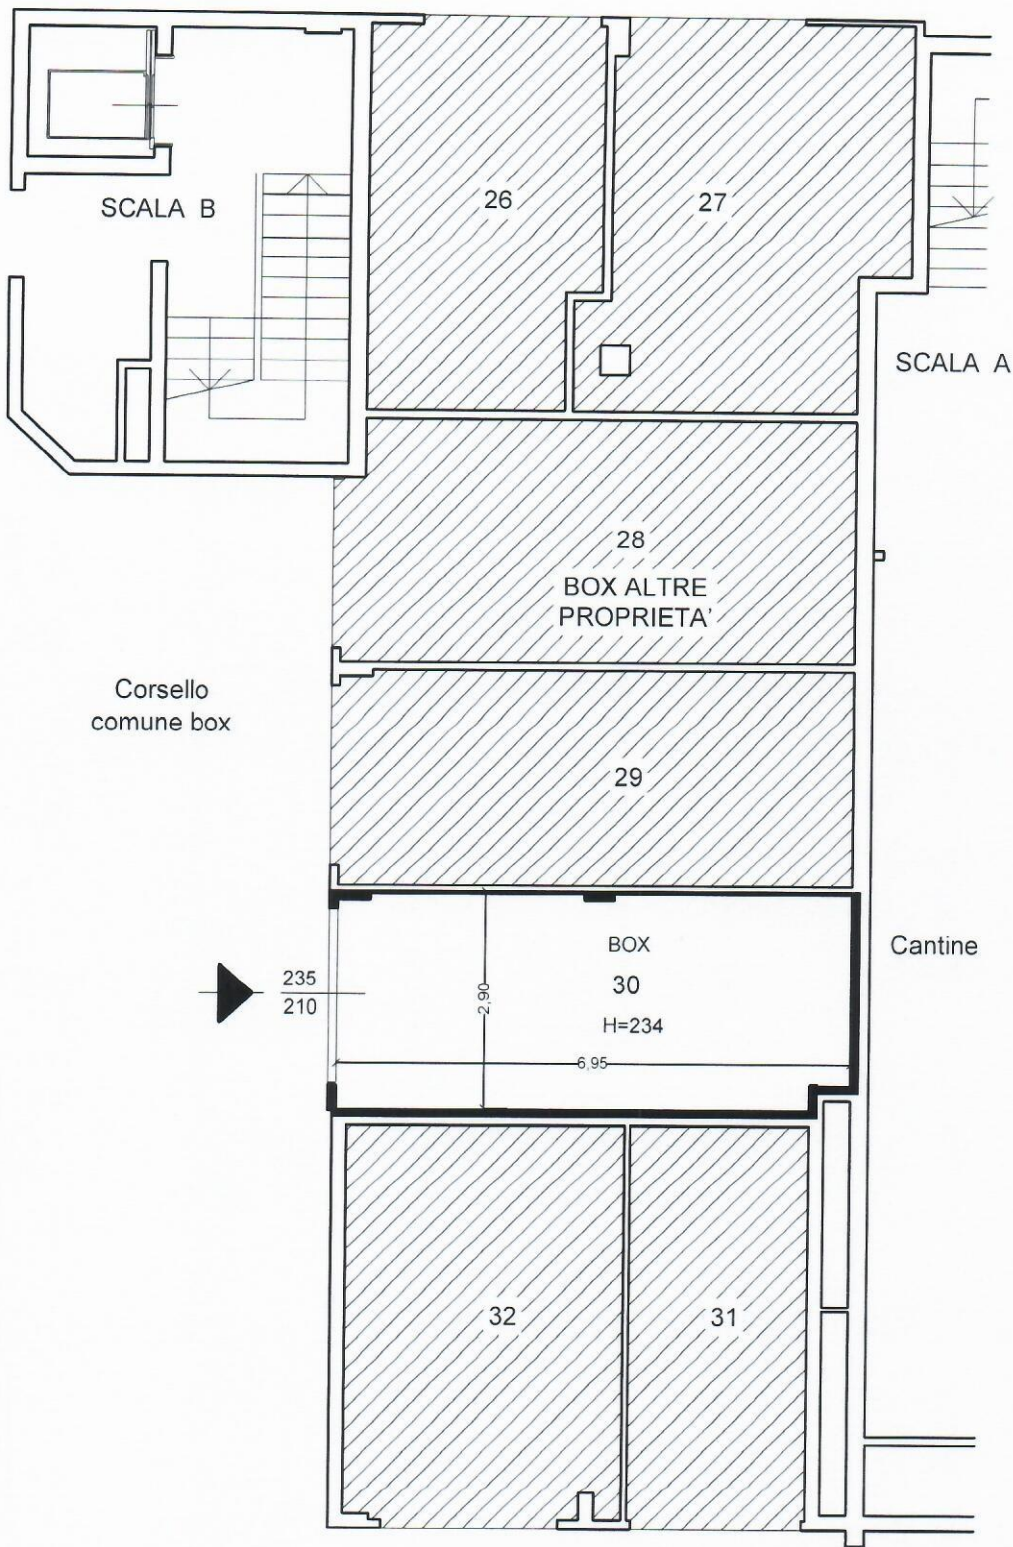 26
27
SCALA B
SCALA A
28
BOX ALTRE
PROPRIETA'
Corsello
comune box
29
BOX
Cantine
235
210
2,90
30
H=234
6,95
32
31